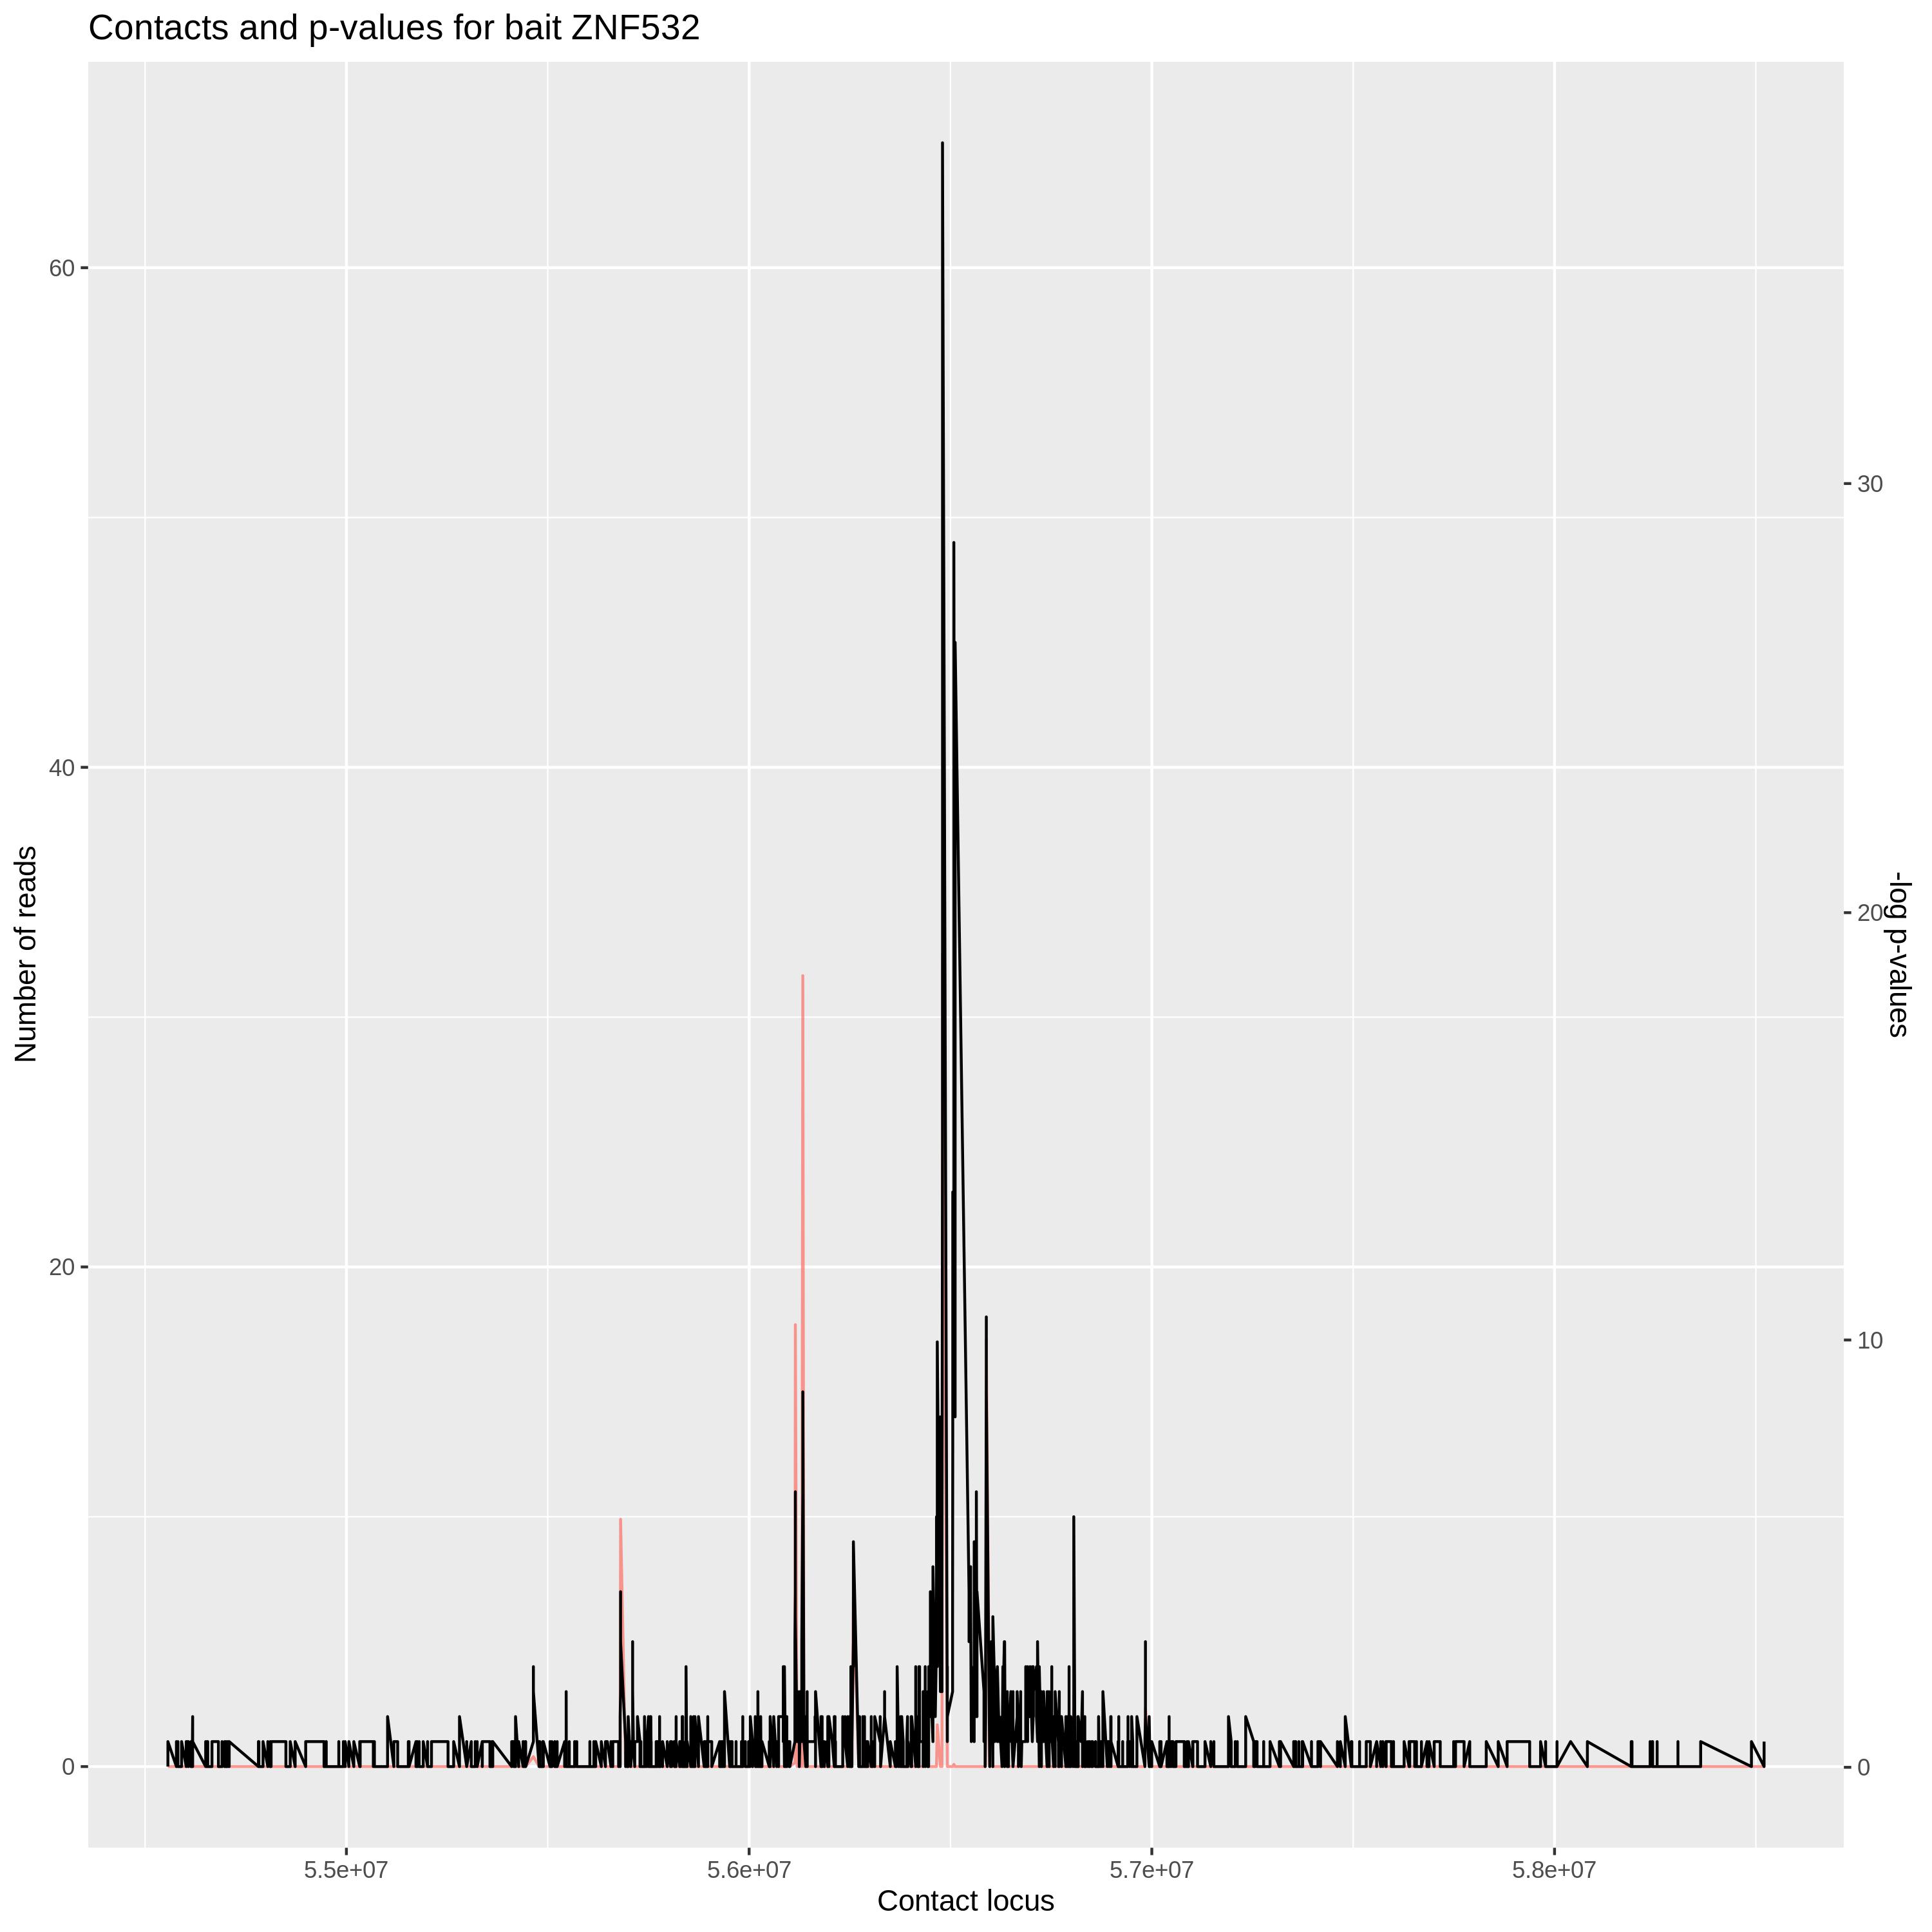 Contacts and p-values for bait ZNF532
60
40
20
0
Number of reads
30
20
10
0
-log p-values
5.5e+07
5.6e+07
5.7e+07
5.8e+07
Contact locus